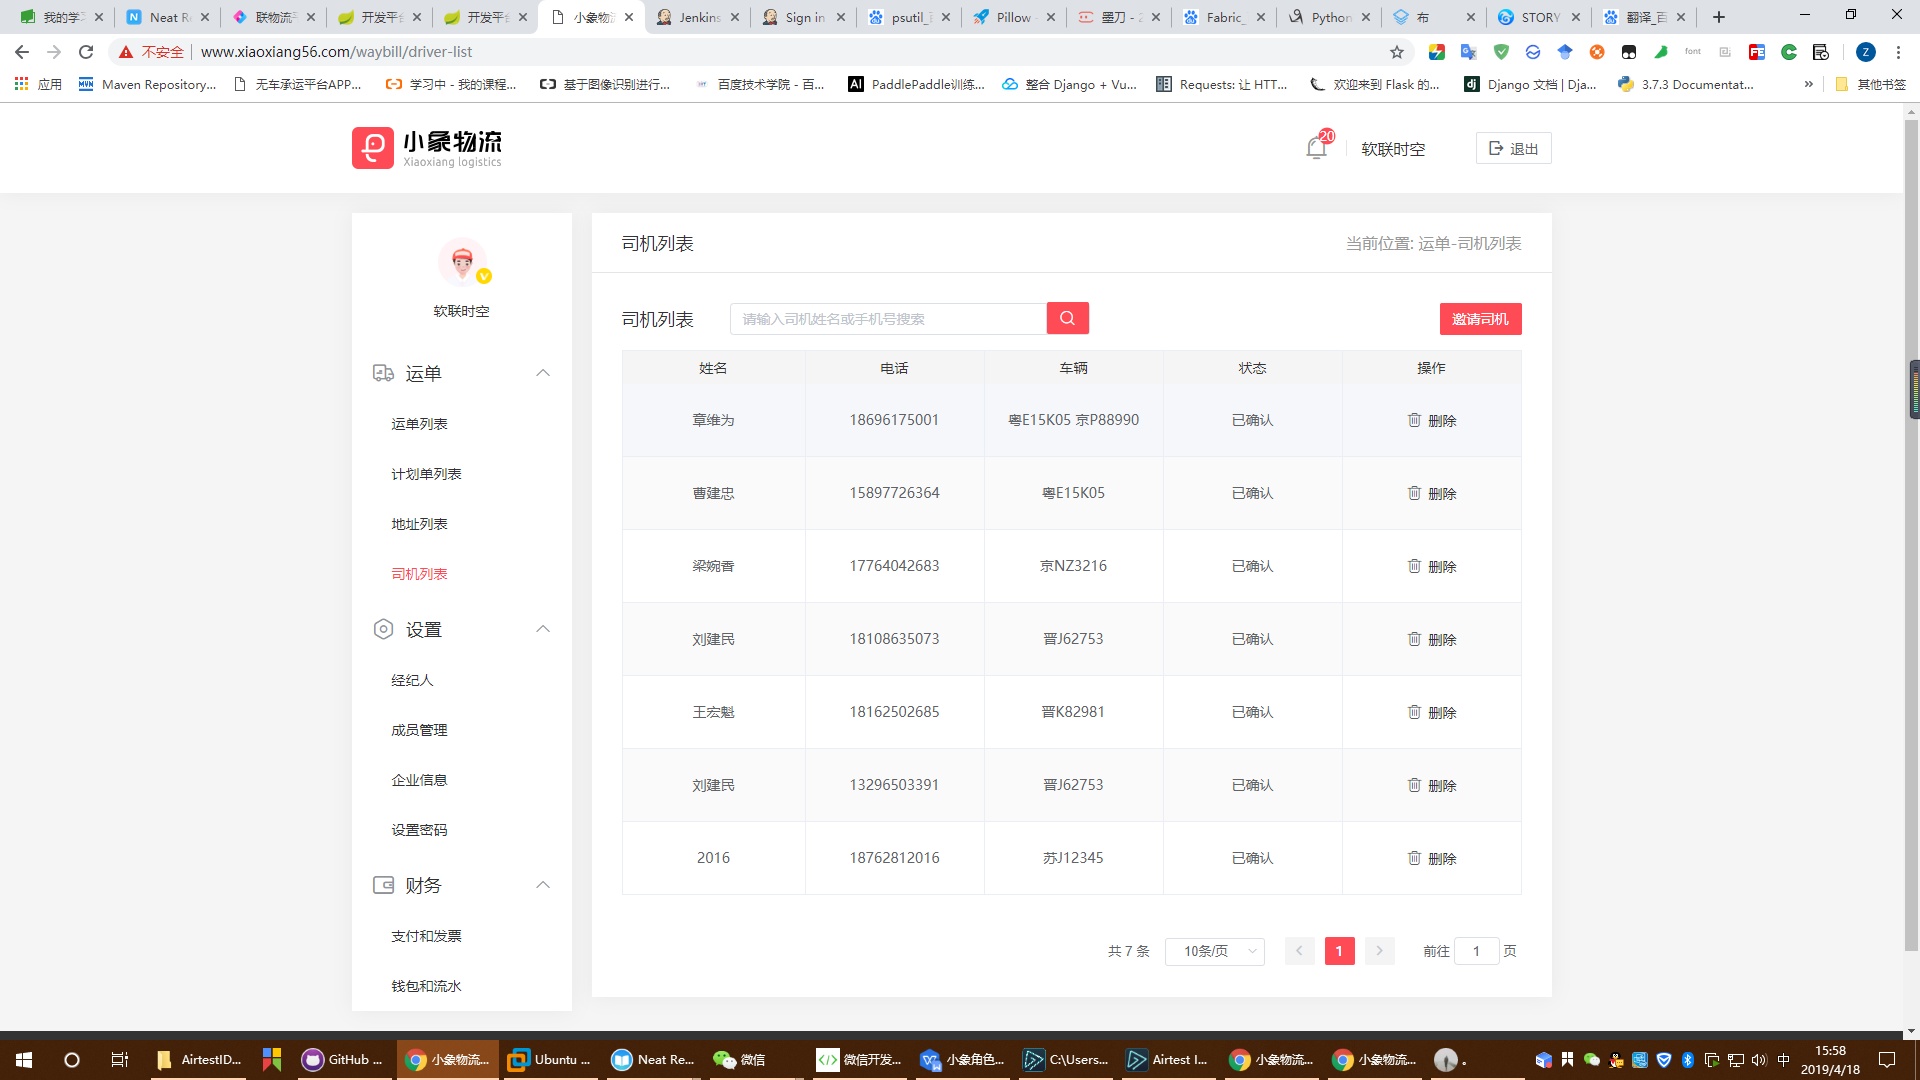 我的学 Neat R 联物流 开发平台 开发平台 小象物流 Jenkins Sign in psutil_ Pillow 墨刀 - 2 Fabric_ Python 布 STORY 翻译_百
不安全 www.xiaoxiang56.com/waybill/driver-list
应用 Maven Repository... 无车承运平台APP... 学习中 - 我的课程... 基于图像识别进行... 百度技术学院 - 百... PaddlePaddle训练... 整合 Django + Vu... Requests: 让 HTT... 欢迎来到 Flask 的... Django 文档 | Dja... 3.7.3 Documentat... » 其他书签
小象物流
Xiaoxiang logistics
20
软联时空
退出
软联时空
运单
运单列表
计划单列表
地址列表
司机列表
设置
经纪人
成员管理
企业信息
设置密码
财务
支付和发票
钱包和流水
司机列表 当前位置: 运单-司机列表
司机列表 请输入司机姓名或手机号搜索 邀请司机
姓名 电话 车辆 状态 操作
章维为 18696175001 粤E15K05 京P88990 已确认 删除
曹建忠 15897726364 粤E15K05 已确认 删除
梁婉香 17764042683 京NZ3216 已确认 删除
刘建民 18108635073 晋J62753 已确认 删除
王宏魁 18162502685 晋K82981 已确认 删除
刘建民 13296503391 晋J62753 已确认 删除
2016 18762812016 苏J12345 已确认 删除
共 7 条 10条/页 1 前往 1 页
AirtestID... GitHub ... 小象物流... Ubuntu ... Neat Re... 微信 微信开发... 小象角色... C:\Users... Airtest I... 小象物流... 小象物流... 中 15:58
2019/4/18